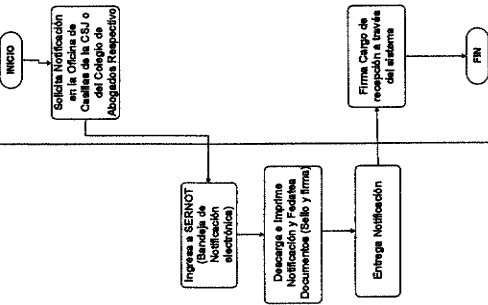 INICIO
Solicita Notificación
en la Oficina de
Casillas de la CSJ o
del Colegio de
Abogados Respectivo
Ingresa a SERNOT
(Bandeja de
Notificación
electrónica)
Descarga e Imprime
Notificación y Fedatea
Documentos (Sello y firma)
Entrega Notificación
Firma Cargo de
recepción a través
del sistema
FIN